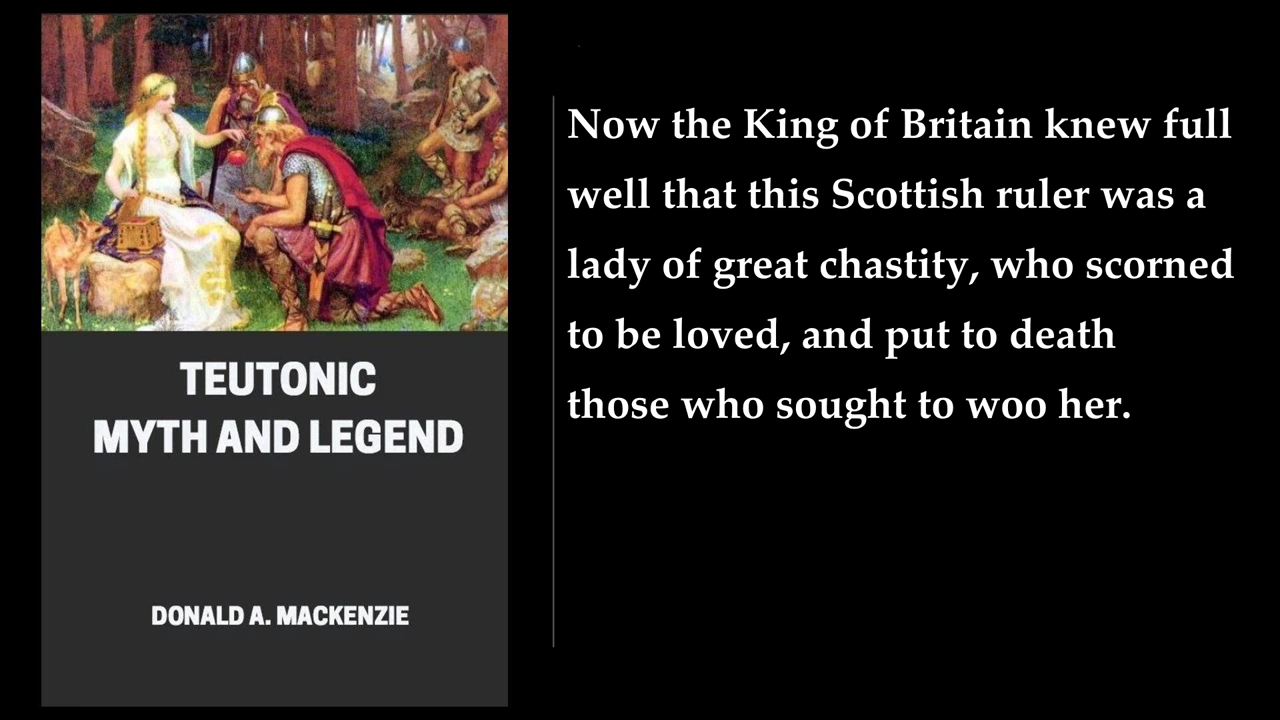 TEUTONIC
MYTH AND LEGEND
DONALD A. MACKENZIE
Now the King of Britain knew full
well that this Scottish ruler was a
lady of great chastity, who scorned
to be loved, and put to death
those who sought to woo her.